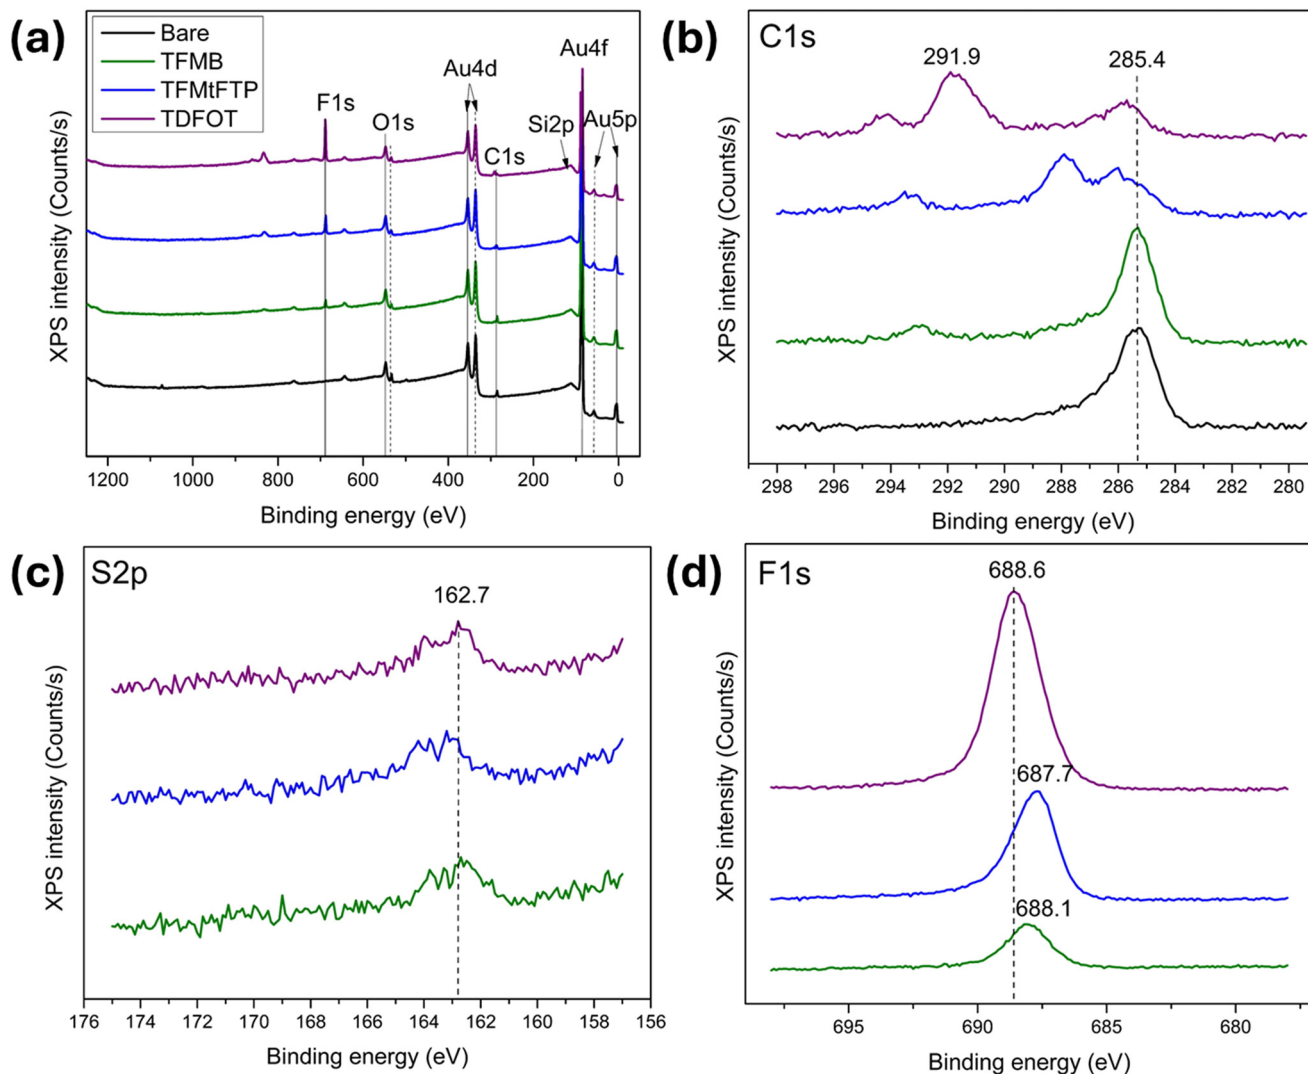 (a)
Bare
TFMB
TFMtFTP
TDFOT
F1s
O1s
Au4d
C1s
Si2p
Au4f
Au5p
XPS intensity (Counts/s)
1200 1000 800 600 400 200 0
Binding energy (eV)
(b)
C1s
291.9 285.4
XPS intensity (Counts/s)
298 296 294 292 290 288 286 284 282 280
Binding energy (eV)
(c)
S2p
162.7
XPS intensity (Counts/s)
176 174 172 170 168 166 164 162 160 158 156
Binding energy (eV)
(d)
F1s
688.6
687.7
688.1
XPS intensity (Counts/s)
695 690 685 680
Binding energy (eV)